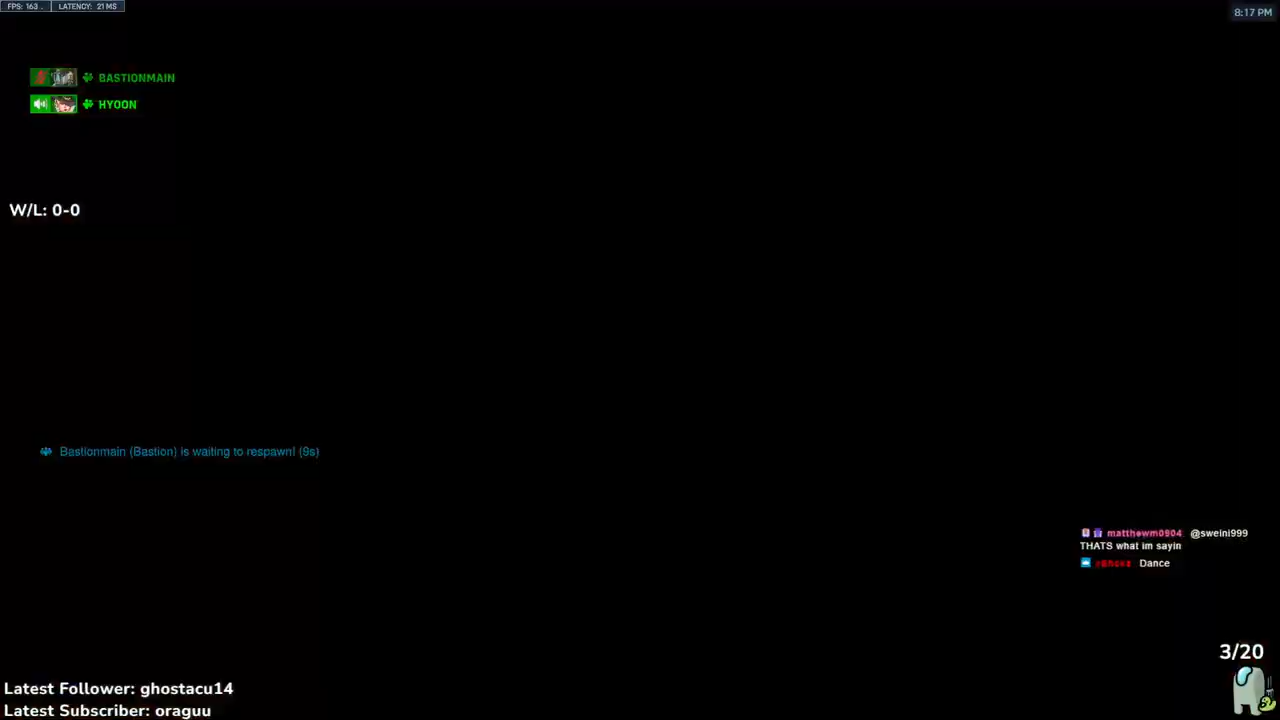 FPS: 163
LATENCY: 21 MS
8:17 PM
BASTIONMAIN
HYOON
W/L: 0-0
Bastionmain (Bastion) is waiting to respawn! (9s)
matthewm0904 @sweini999
THATS what im sayin
Dance
3/20
Latest Follower: ghostacu14
Latest Subscriber: oraguu